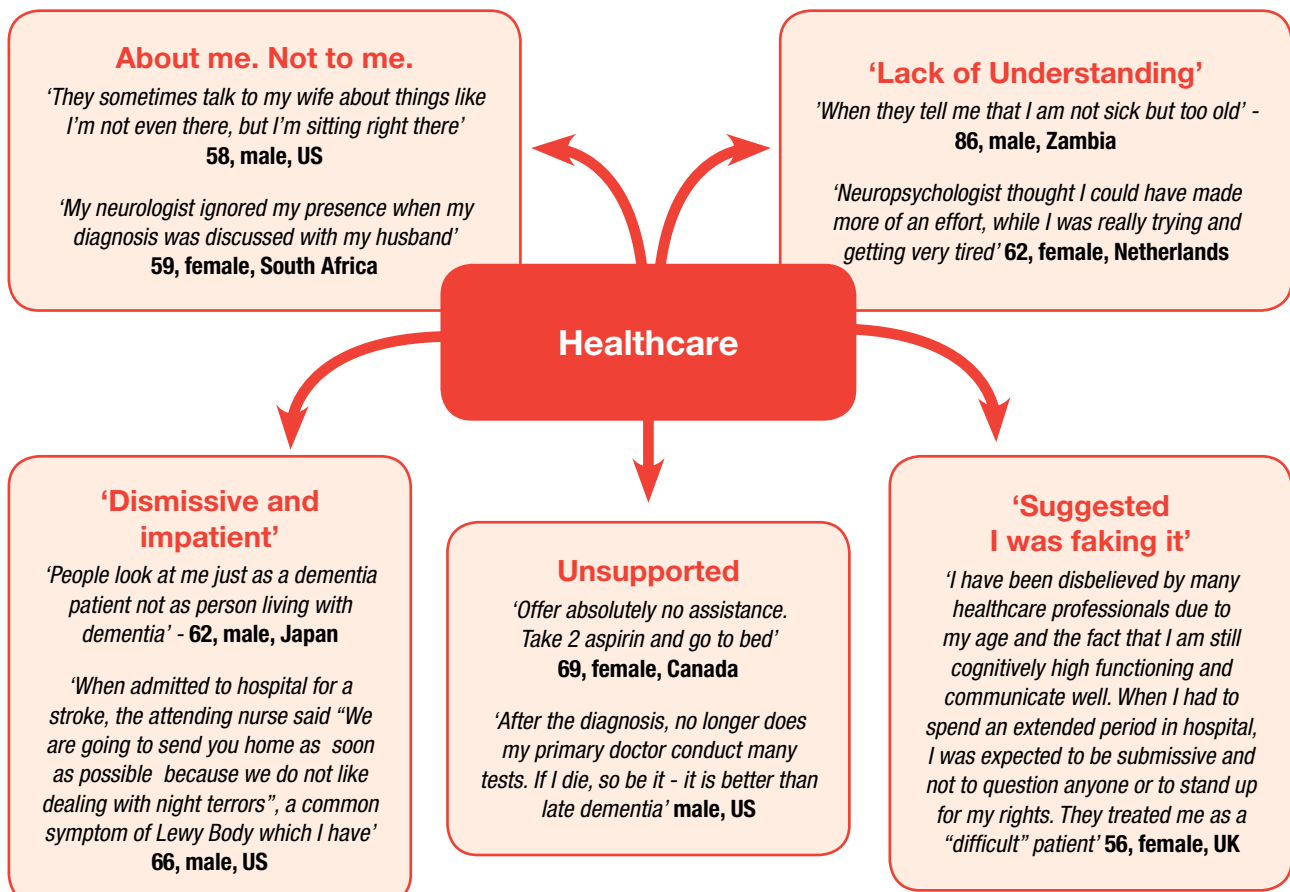 About me. Not to me.
‘They sometimes talk to my wife about things like
I’m not even there, but I’m sitting right there’
58, male, US
‘My neurologist ignored my presence when my
diagnosis was discussed with my husband’
59, female, South Africa
‘Lack of Understanding’
’When they tell me that I am not sick but too old’ -
86, male, Zambia
‘Neuropsychologist thought I could have made
more of an effort, while I was really trying and
getting very tired’ 62, female, Netherlands
Healthcare
‘Dismissive and
impatient’
‘People look at me just as a dementia
patient not as person living with
dementia’ - 62, male, Japan
‘When admitted to hospital for a
stroke, the attending nurse said “We
are going to send you home as soon
as possible because we do not like
dealing with night terrors”, a common
symptom of Lewy Body which I have’
66, male, US
Unsupported
‘Offer absolutely no assistance.
Take 2 aspirin and go to bed’
69, female, Canada
‘After the diagnosis, no longer does
my primary doctor conduct many
tests. If I die, so be it - it is better than
late dementia’ male, US
‘Suggested
I was faking it’
‘I have been disbelieved by many
healthcare professionals due to
my age and the fact that I am still
cognitively high functioning and
communicate well. When I had to
spend an extended period in hospital,
I was expected to be submissive and
not to question anyone or to stand up
for my rights. They treated me as a
“difficult” patient’ 56, female, UK